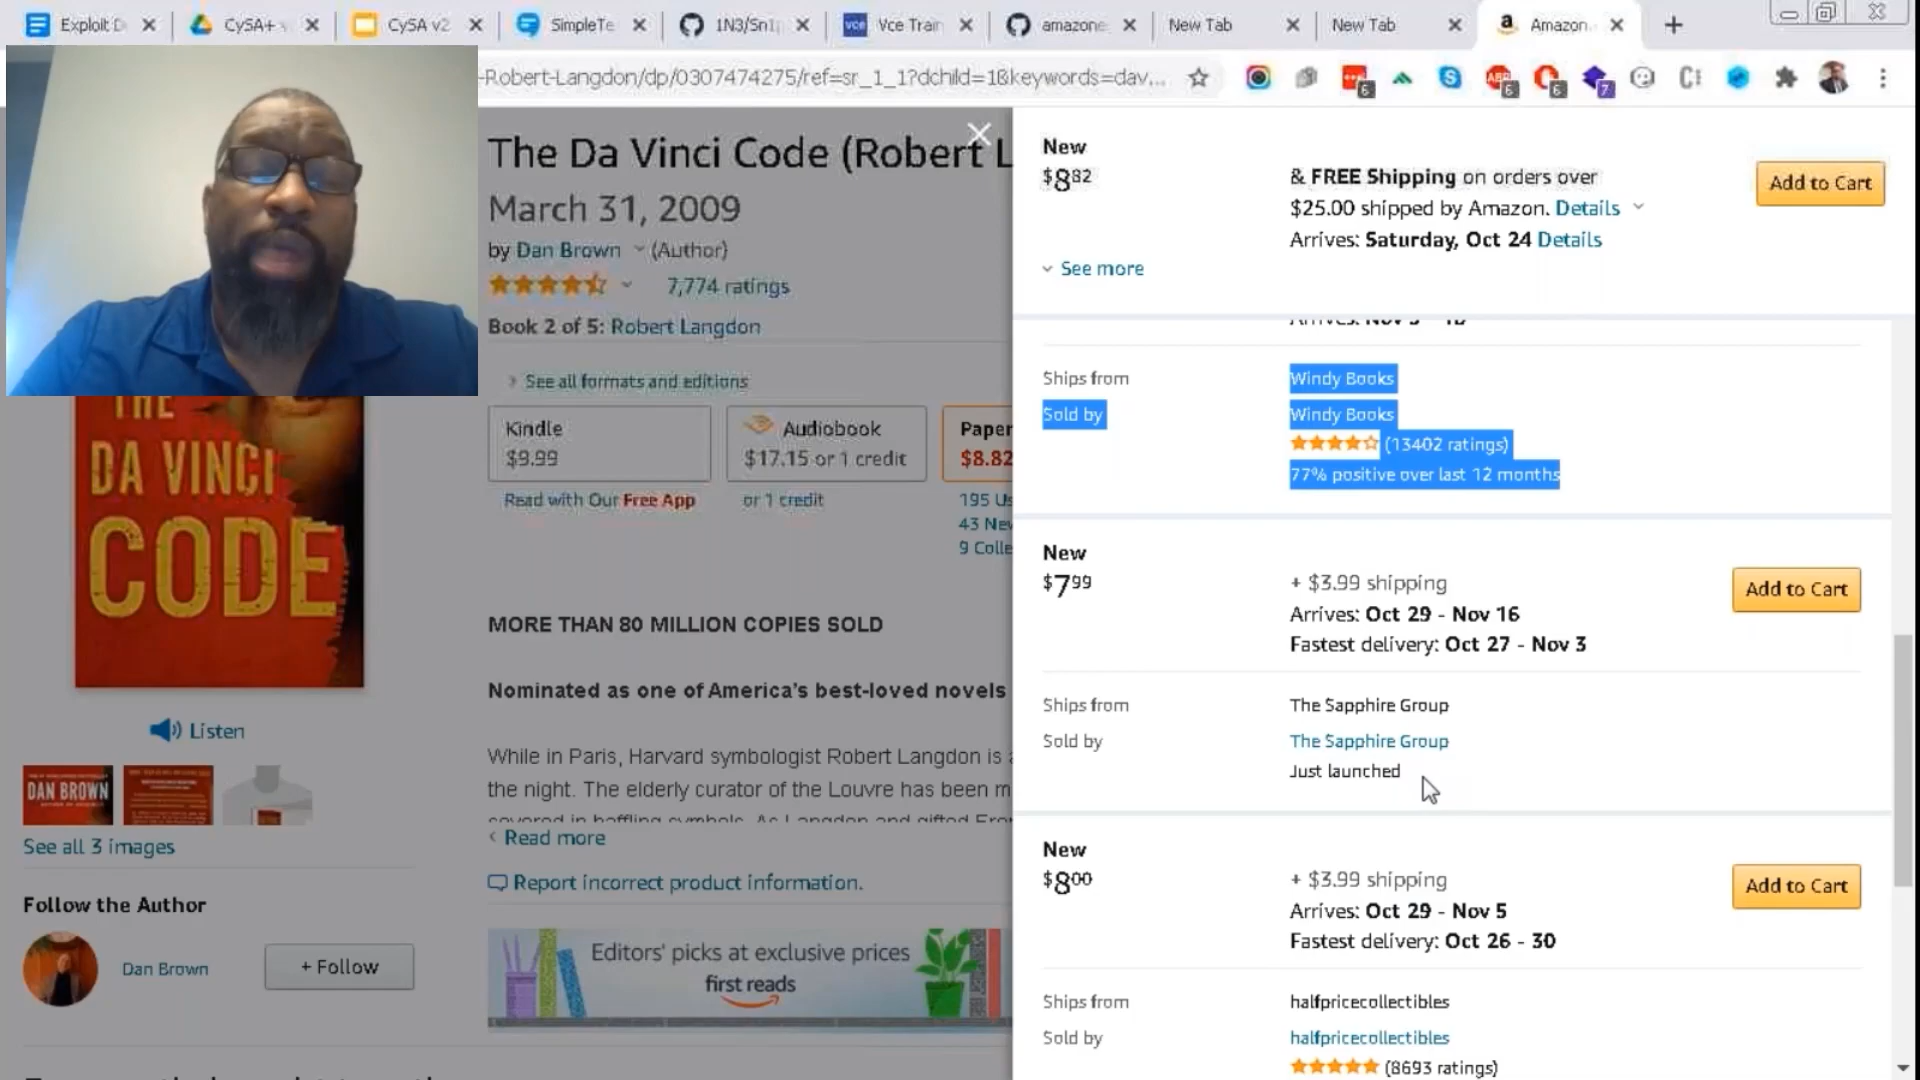 Exploit D
CySA+ v
CySA v2
SimpleTe
1N3/Sn1
Vce Train
amazone
New Tab
New Tab
Amazon
-Robert-Langdon/dp/0307474275/ref=sr_1_1?dchild=1&keywords=dav...
The Da Vinci Code (Robert L
March 31, 2009
by Dan Brown (Author)
7,774 ratings
Book 2 of 5: Robert Langdon
See all formats and editions
Kindle
$9.99
Audiobook
$17.15 or 1 credit
Paper
$8.82
Read with Our Free App
or 1 credit
195 Us
43 New
9 Colle
THE
DA VINCI
CODE
Listen
DAN BROWN
See all 3 images
Follow the Author
Dan Brown
+ Follow
MORE THAN 80 MILLION COPIES SOLD
Nominated as one of America's best-loved novels
While in Paris, Harvard symbologist Robert Langdon is a
the night. The elderly curator of the Louvre has been m
covered in baffling symbols. As Langdon and gifted Fren
Read more
Report incorrect product information.
Editors' picks at exclusive prices
first reads
New
$8.82
& FREE Shipping on orders over
$25.00 shipped by Amazon. Details
Arrives: Saturday, Oct 24 Details
Add to Cart
See more
Ships from
Windy Books
Sold by
Windy Books
(13402 ratings)
77% positive over last 12 months
New
$7.99
+ $3.99 shipping
Arrives: Oct 29 - Nov 16
Fastest delivery: Oct 27 - Nov 3
Add to Cart
Ships from
The Sapphire Group
Sold by
The Sapphire Group
Just launched
New
$8.00
+ $3.99 shipping
Arrives: Oct 29 - Nov 5
Fastest delivery: Oct 26 - 30
Add to Cart
Ships from
halfpricecollectibles
Sold by
halfpricecollectibles
(8693 ratings)